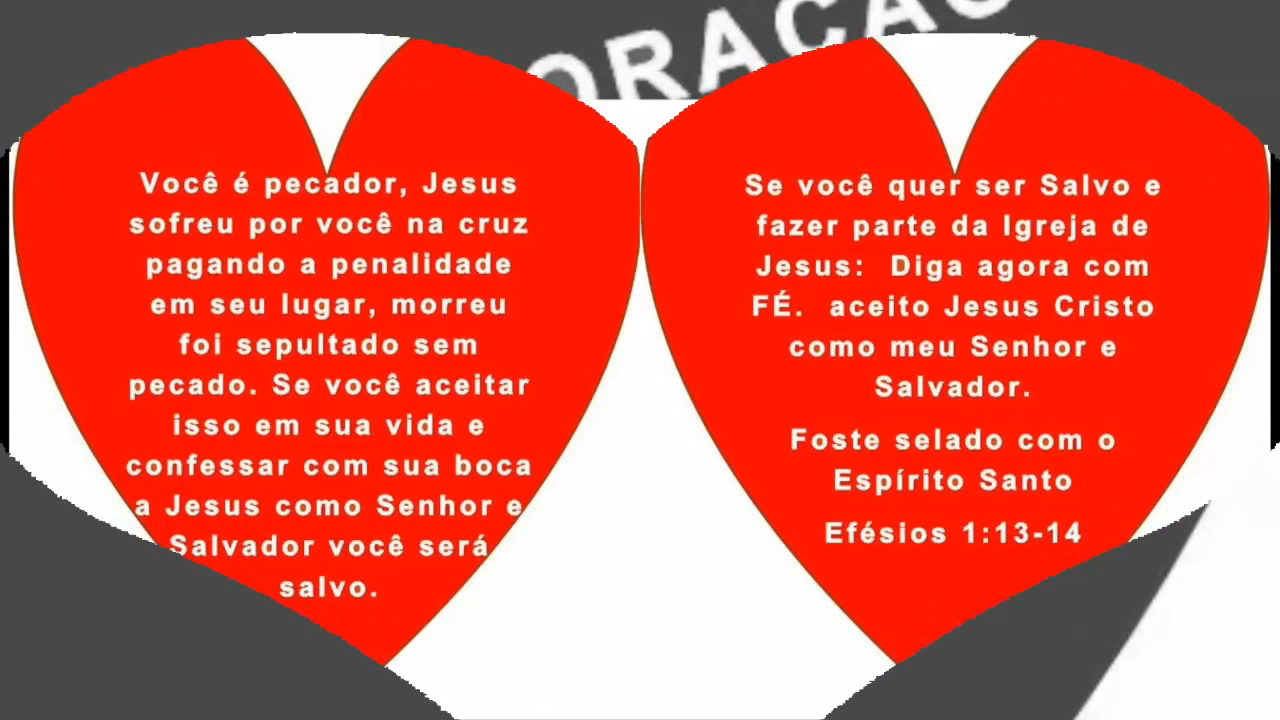 ORAÇÃO
Você é pecador, Jesus
sofreu por você na cruz
pagando a penalidade
em seu lugar, morreu
foi sepultado sem
pecado. Se você aceitar
isso em sua vida e
confessar com sua boca
a Jesus como Senhor e
Salvador você será
salvo.
Se você quer ser Salvo e
fazer parte da Igreja de
Jesus:  Diga agora com
FÉ.  aceito Jesus Cristo
como meu Senhor e
Salvador.
Foste selado com o
Espírito Santo
Efésios 1:13-14